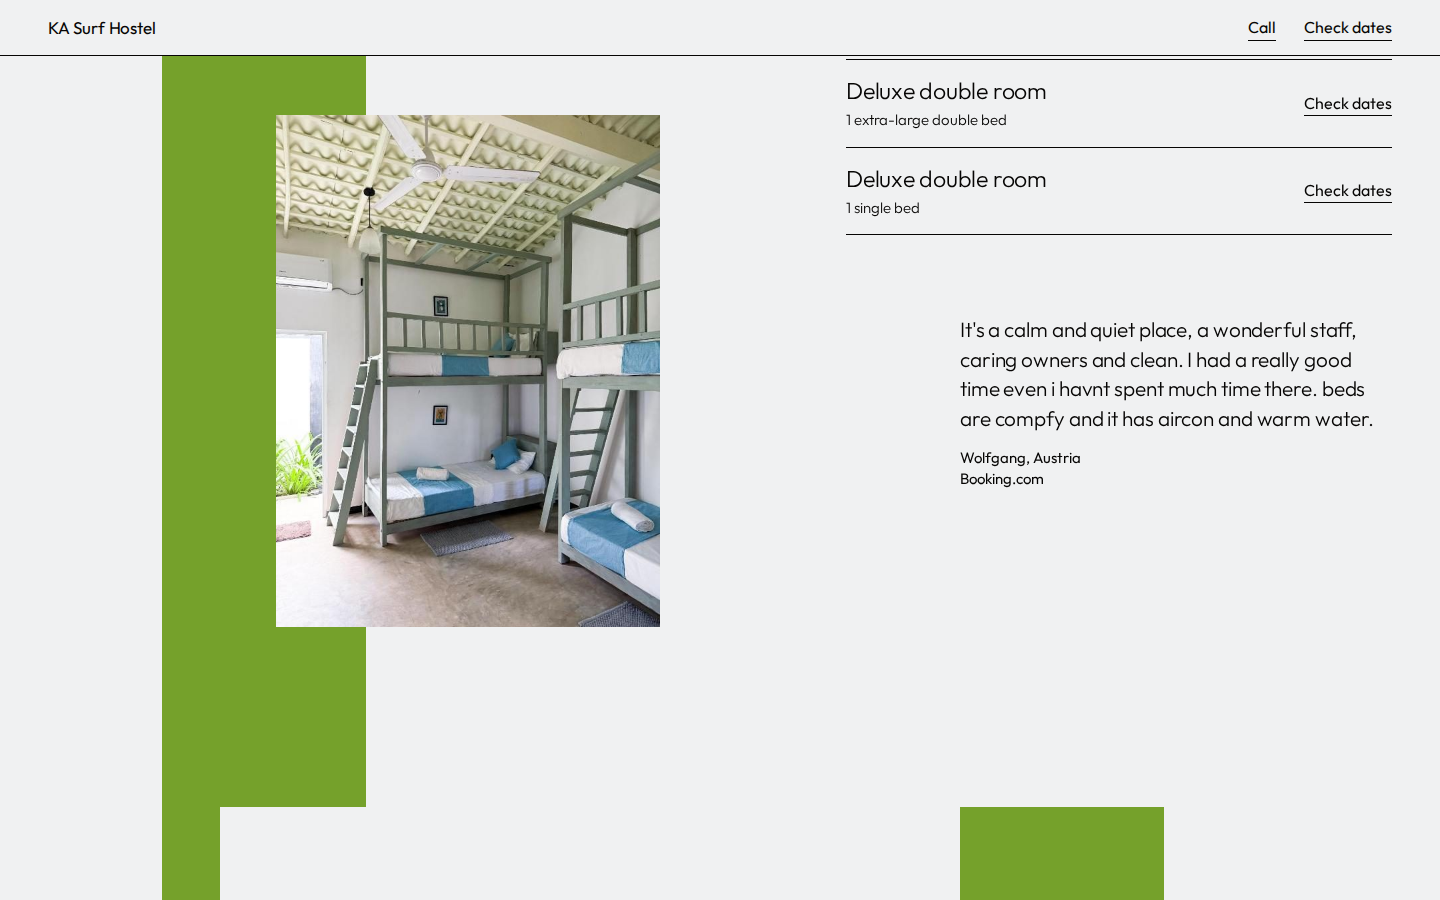 KA Surf Hostel
Call
Check dates
Deluxe double room
1 extra-large double bed
Check dates
Deluxe double room
1 single bed
Check dates
It's a calm and quiet place, a wonderful staff,
caring owners and clean. I had a really good
time even i havnt spent much time there. beds
are compfy and it has aircon and warm water.
Wolfgang, Austria
Booking.com